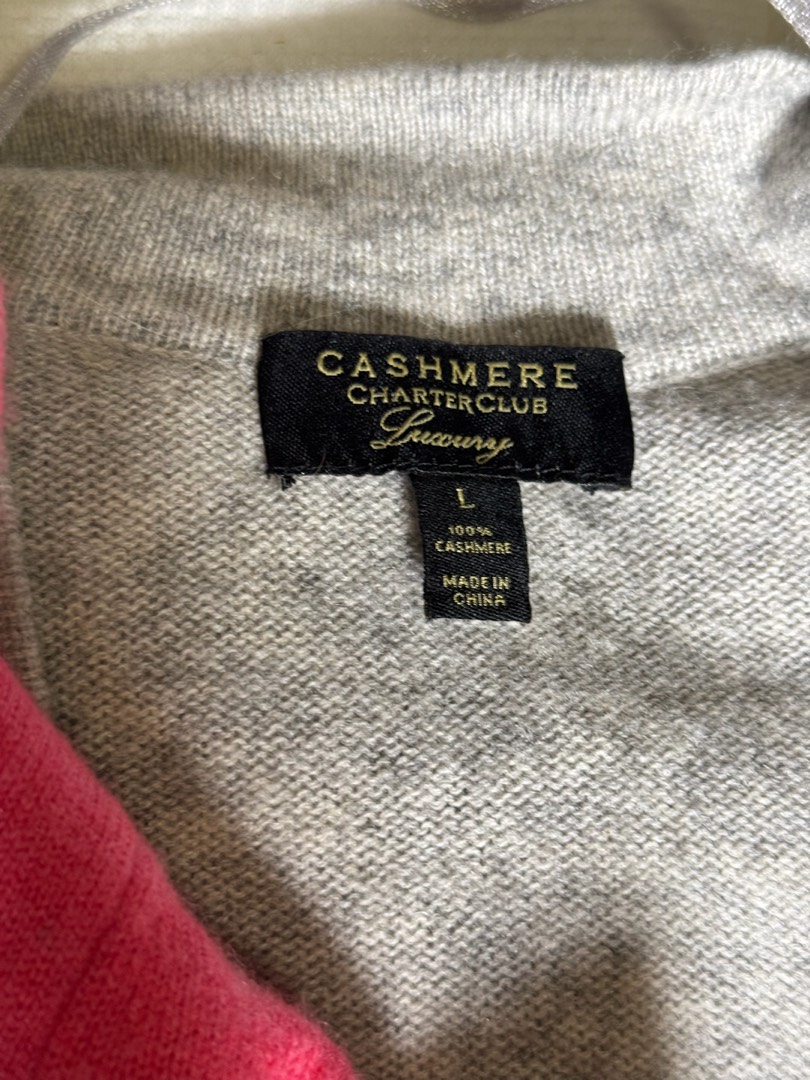 CASHMERE
CHARTER CLUB
Luxury
L
100%
CASHMERE
MADE IN
CHINA